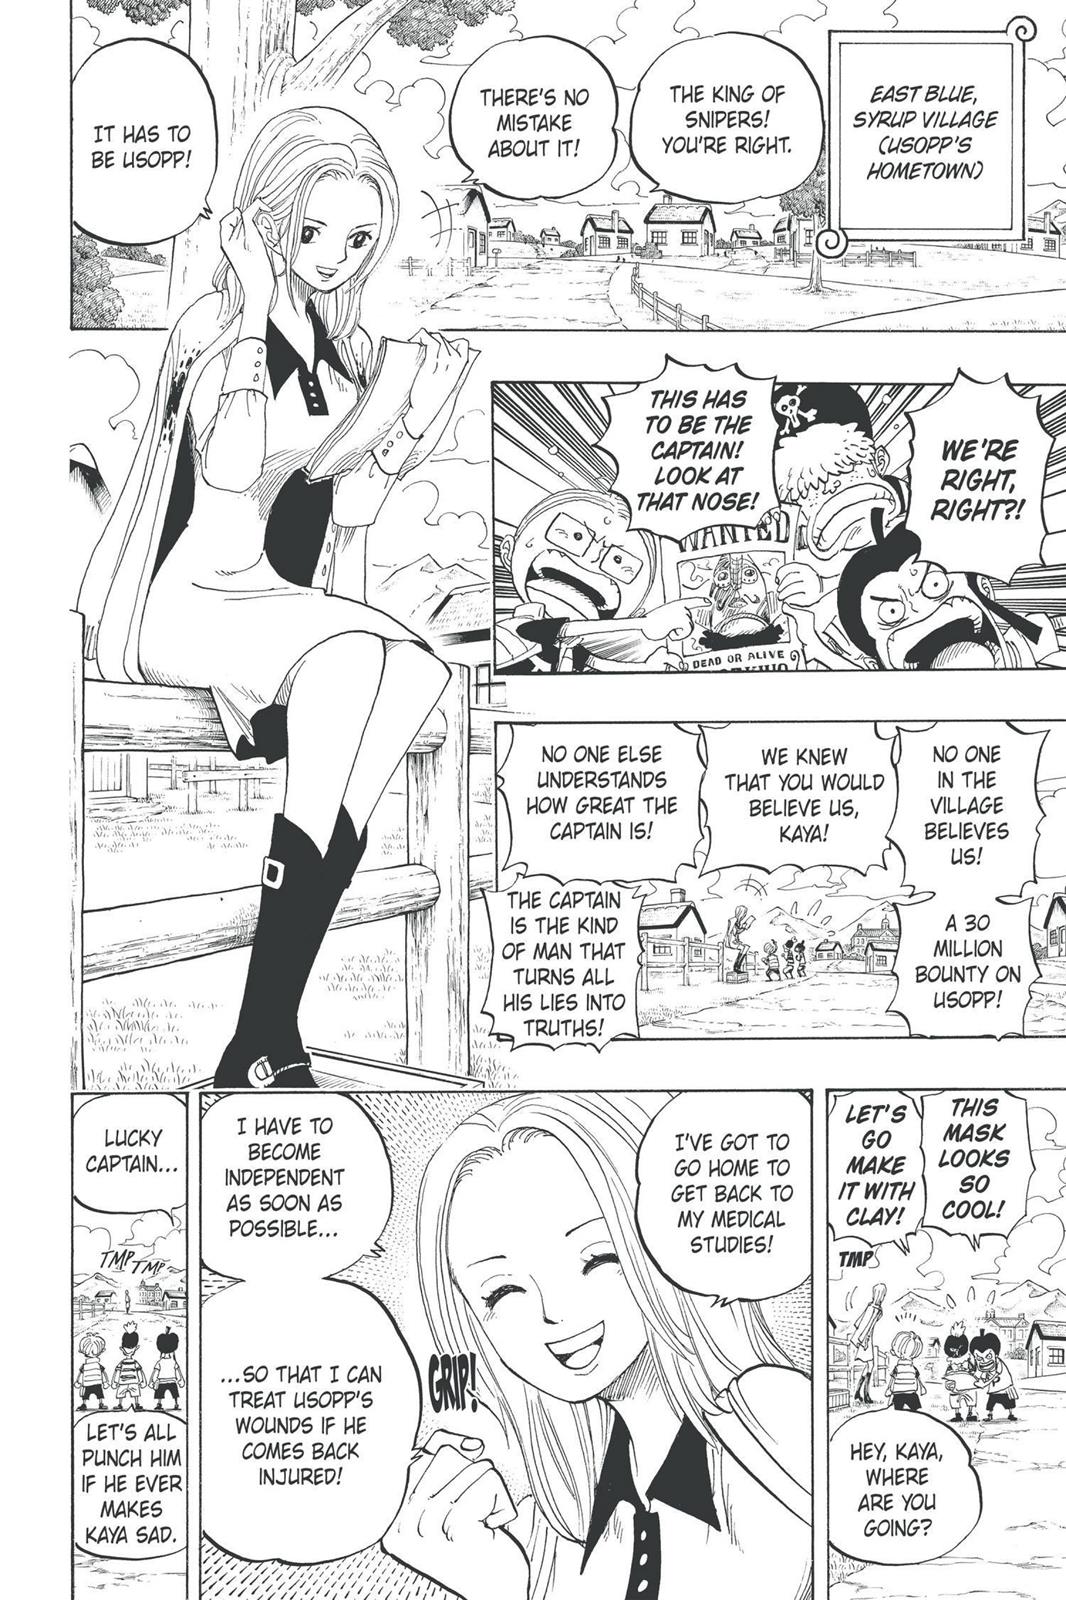 EAST BLUE,
SYRUP VILLAGE
(USOPP'S
HOMETOWN)
THE KING OF
SNIPERS!
YOU'RE RIGHT.
THERE'S NO
MISTAKE
ABOUT IT!
IT HAS TO
BE USOPP!
WE'RE
RIGHT,
RIGHT?!
THIS HAS
TO BE THE
CAPTAIN!
LOOK AT
THAT NOSE!
WANTED
DEAD OR ALIVE
NO ONE
IN THE
VILLAGE
BELIEVES
US!
WE KNEW
THAT YOU WOULD
BELIEVE US,
KAYA!
NO ONE ELSE
UNDERSTANDS
HOW GREAT THE
CAPTAIN IS!
A 30
MILLION
BOUNTY ON
USOPP!
THE CAPTAIN
IS THE KIND
OF MAN THAT
TURNS ALL
HIS LIES INTO
TRUTHS!
THIS
MASK
LOOKS
SO
COOL!
LET'S
GO
MAKE
IT WITH
CLAY!
TMP
HEY, KAYA,
WHERE
ARE YOU
GOING?
I'VE GOT TO
GO HOME TO
GET BACK TO
MY MEDICAL
STUDIES!
I HAVE TO
BECOME
INDEPENDENT
AS SOON AS
POSSIBLE...
...SO THAT I CAN
TREAT USOPP'S
WOUNDS IF HE
COMES BACK
INJURED!
GRIP!
LUCKY
CAPTAIN...
TMP TMP
LET'S ALL
PUNCH HIM
IF HE EVER
MAKES
KAYA SAD.